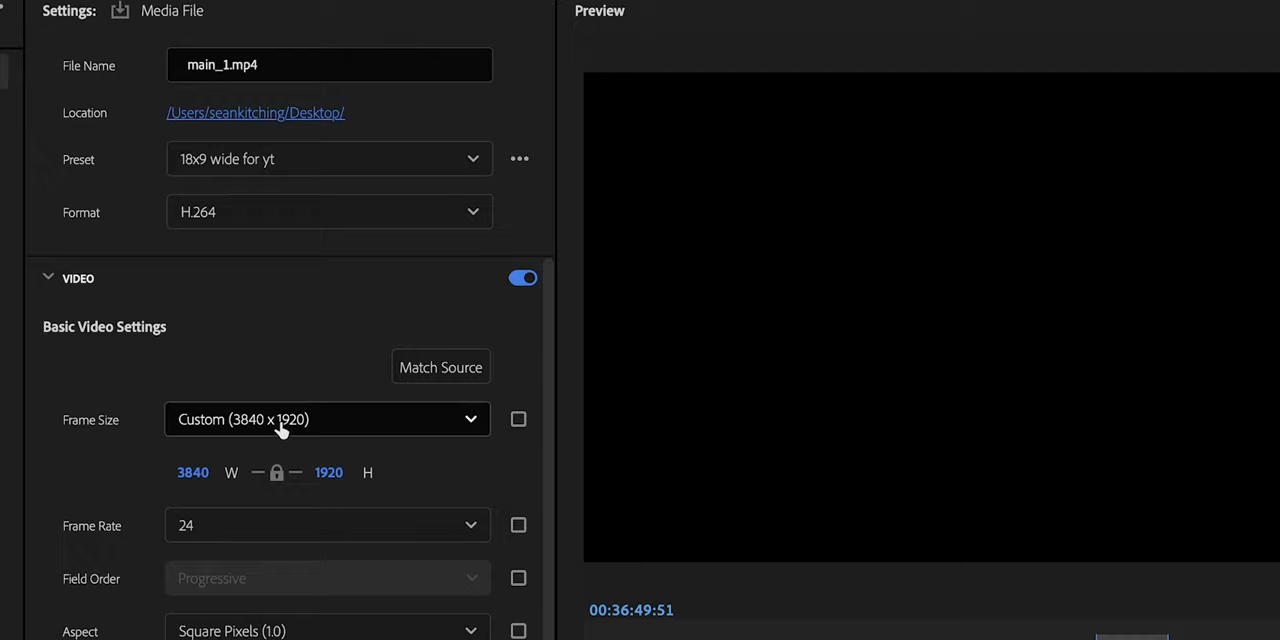 Settings: Media File
Preview
File Name main_1.mp4
Location /Users/seankitching/Desktop/
Preset 18x9 wide for yt
Format H.264
VIDEO
Basic Video Settings
Match Source
Frame Size Custom (3840 x 1920)
3840 W 1920 H
Frame Rate 24
Field Order Progressive
00:36:49:51
Aspect Square Pixels (1.0)